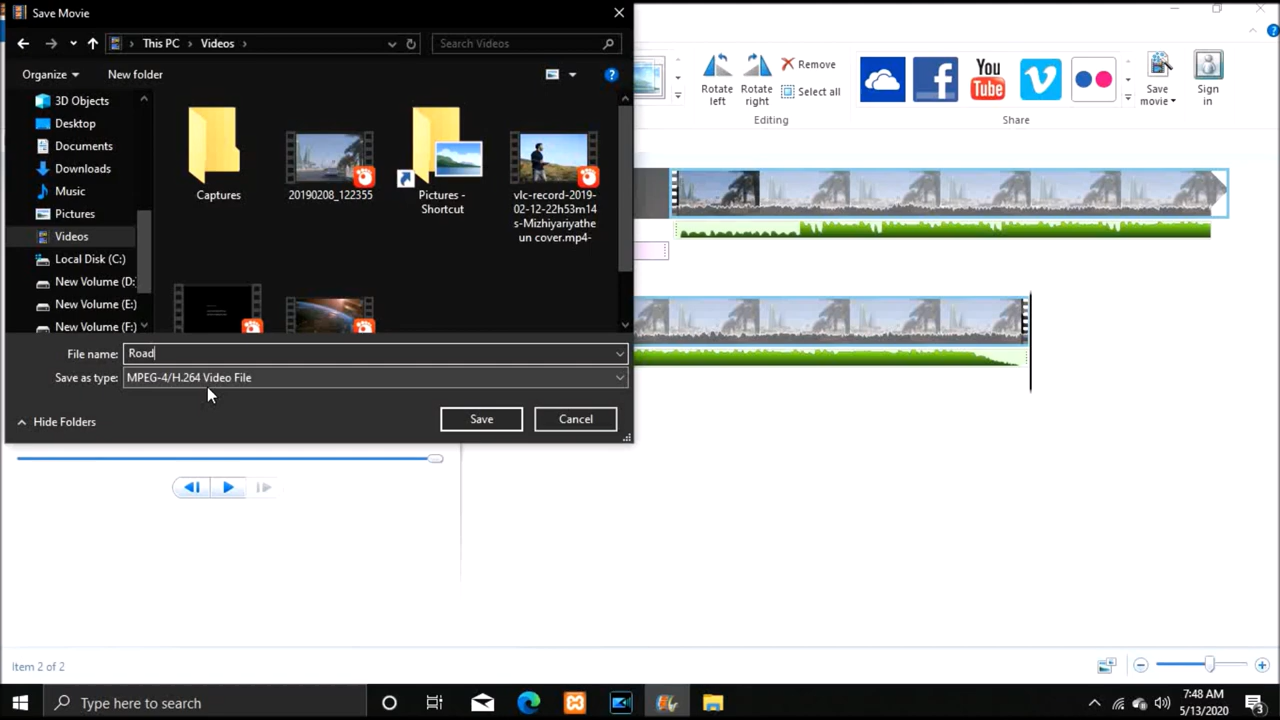 Save Movie
This PC
Videos
Search Videos
Organize
New folder
3D Objects
Desktop
Documents
Downloads
Music
Pictures
Videos
Local Disk (C:)
New Volume (D:
New Volume (E:)
New Volume (F:)
Captures
20190208_122355
Pictures -
Shortcut
vlc-record-2019-
02-12-22h53m14
s-Mizhiyariyathe
un cover.mp4-
File name:
Road
Save as type:
MPEG-4/H.264 Video File
Hide Folders
Save
Cancel
Rotate
left
Rotate
right
Remove
Select all
Editing
You
Tube
Share
Save
movie
Sign
in
Item 2 of 2
Type here to search
7:48 AM
5/13/2020
3